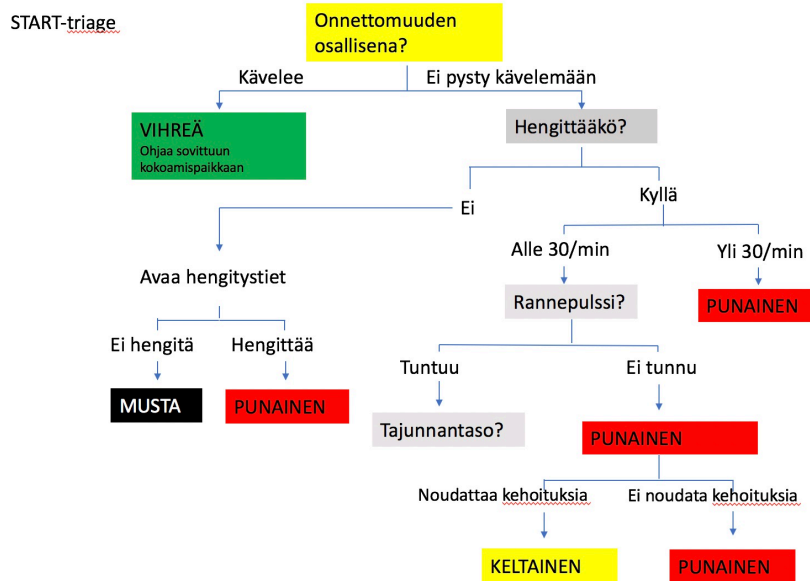 START-triage
Onnettomuuden
osallisena?
Kävelee
Ei pysty kävelemään
VIHREÄ
Ohjaa sovittuun
kokoamispaikkaan
Hengittääkö?
Ei
Kyllä
Avaa hengitystiet
Alle 30/min
Yli 30/min
Rannepulssi?
PUNAINEN
Ei hengitä
Hengittää
MUSTA
PUNAINEN
Tuntuu
Ei tunnu
Tajunnantaso?
PUNAINEN
Noudattaa kehoituksia
Ei noudata kehoituksia
KELTAINEN
PUNAINEN